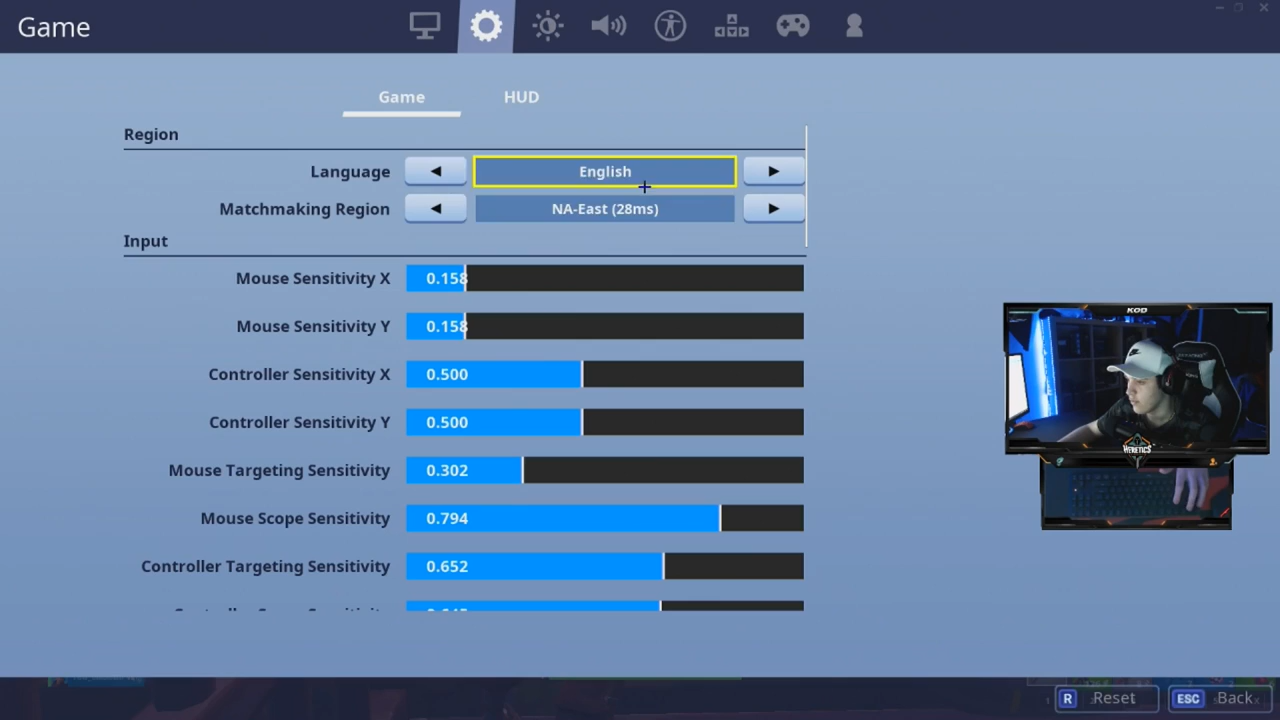 Game
Game HUD
Region
Language ◄ English ►
Matchmaking Region ◄ NA-East (28ms) ►
Input
Mouse Sensitivity X 0.158
Mouse Sensitivity Y 0.158
Controller Sensitivity X 0.500
Controller Sensitivity Y 0.500
Mouse Targeting Sensitivity 0.302
Mouse Scope Sensitivity 0.794
Controller Targeting Sensitivity 0.652
KOD
HERETICS
R Reset ESC Back